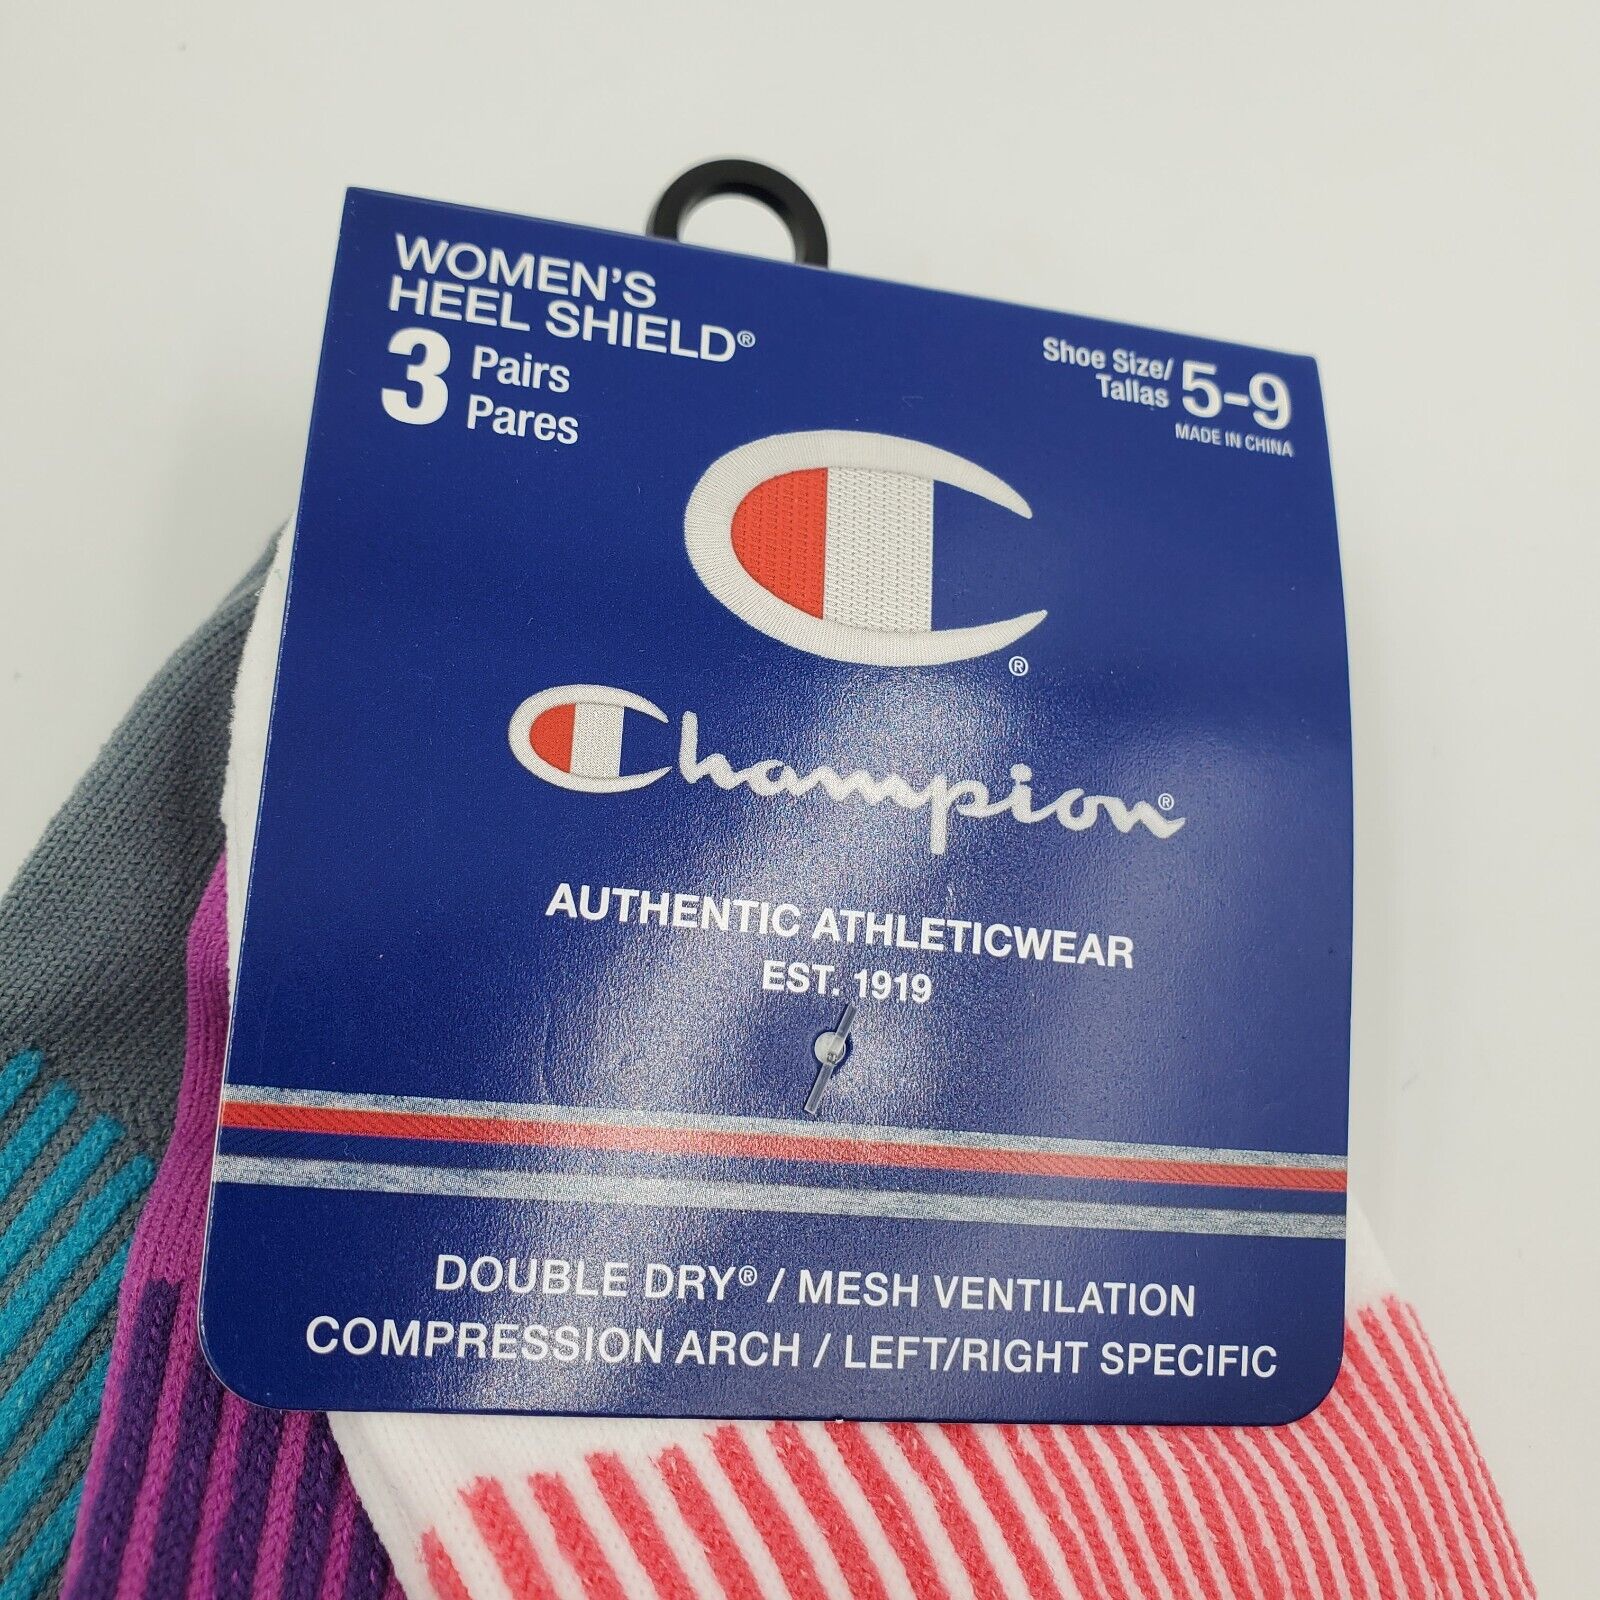 WOMEN'S
HEEL SHIELD®
3 Pairs
Pares
Shoe Size/
Tallas 5-9
MADE IN CHINA
®
Champion®
AUTHENTIC ATHLETICWEAR
EST. 1919
DOUBLE DRY® / MESH VENTILATION
COMPRESSION ARCH / LEFT/RIGHT SPECIFIC